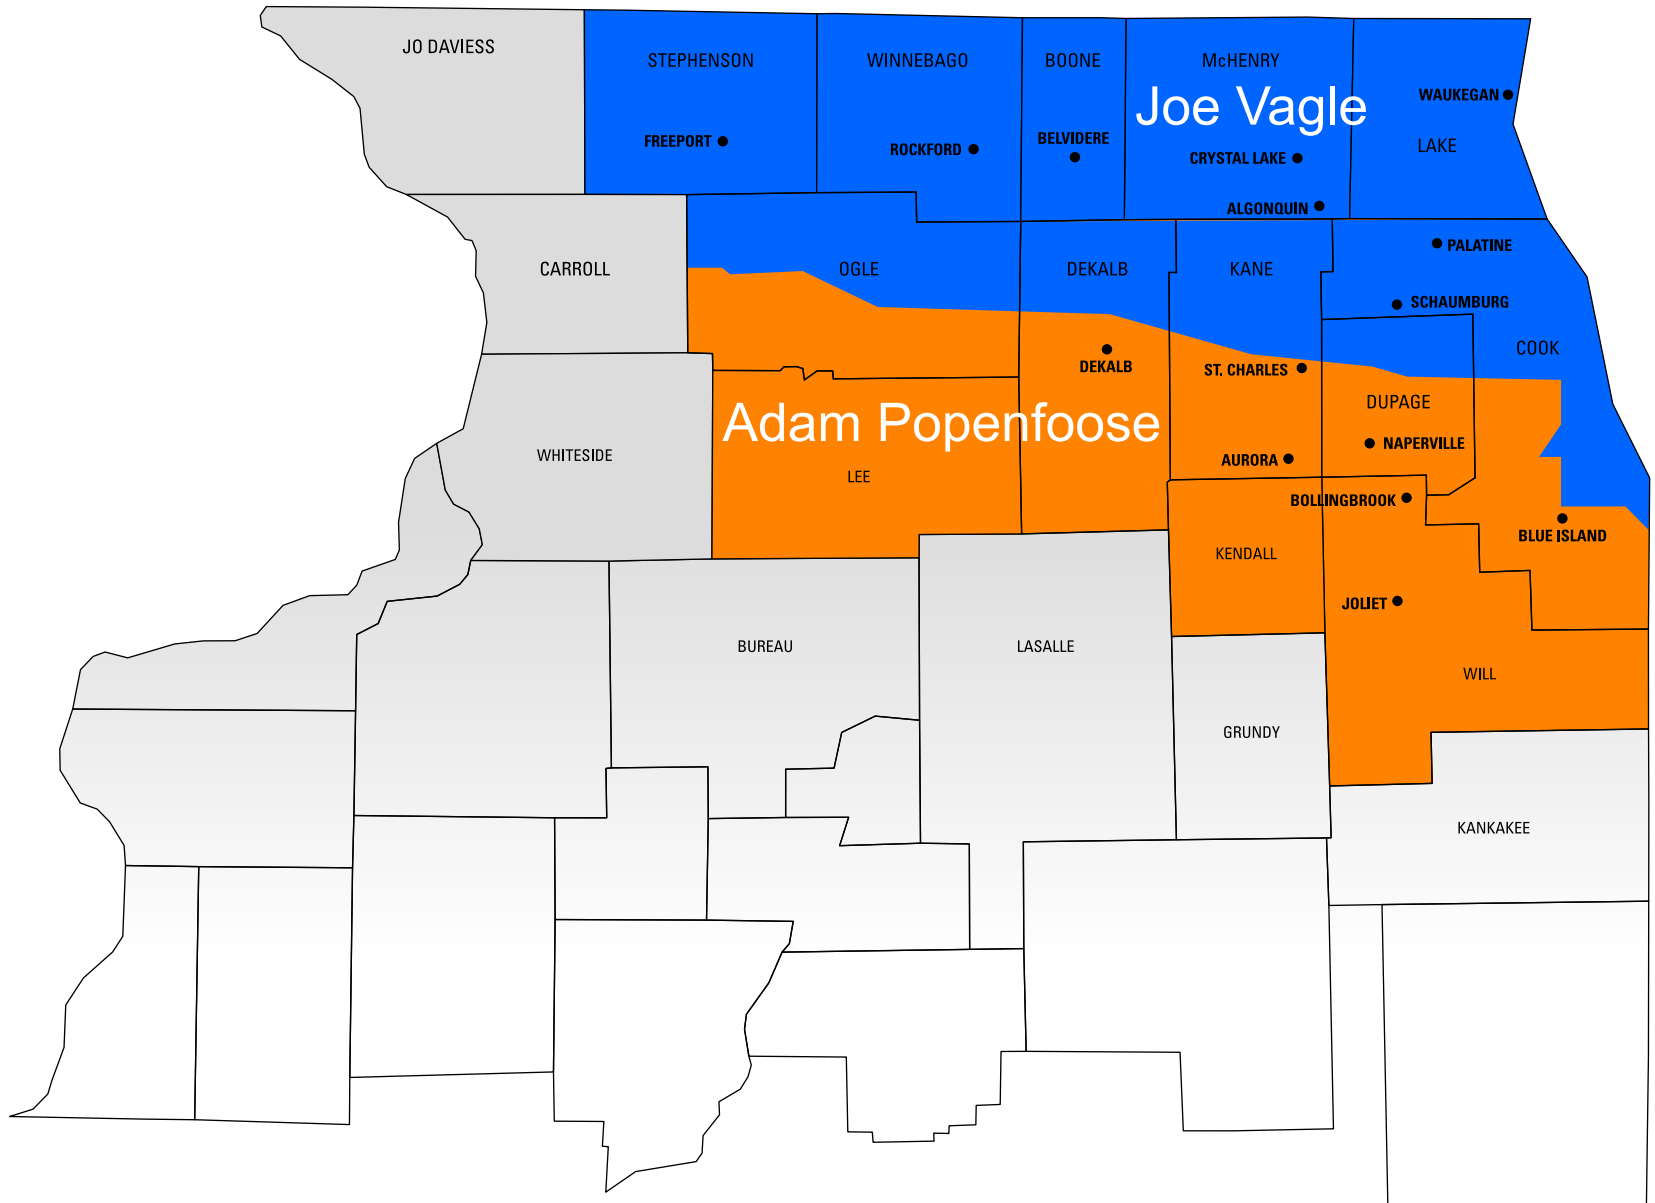 JO DAVIESS
STEPHENSON
WINNEBAGO
BOONE
McHENRY
Joe Vagle
WAUKEGAN
LAKE
FREEPORT
ROCKFORD
BELVIDERE
CRYSTAL LAKE
ALGONQUIN
PALATINE
CARROLL
OGLE
DEKALB
KANE
SCHAUMBURG
COOK
DEKALB
ST. CHARLES
DUPAGE
Adam Popenfoose
NAPERVILLE
WHITESIDE
LEE
AURORA
BOLLINGBROOK
BLUE ISLAND
KENDALL
JOLIET
BUREAU
LASALLE
WILL
GRUNDY
KANKAKEE